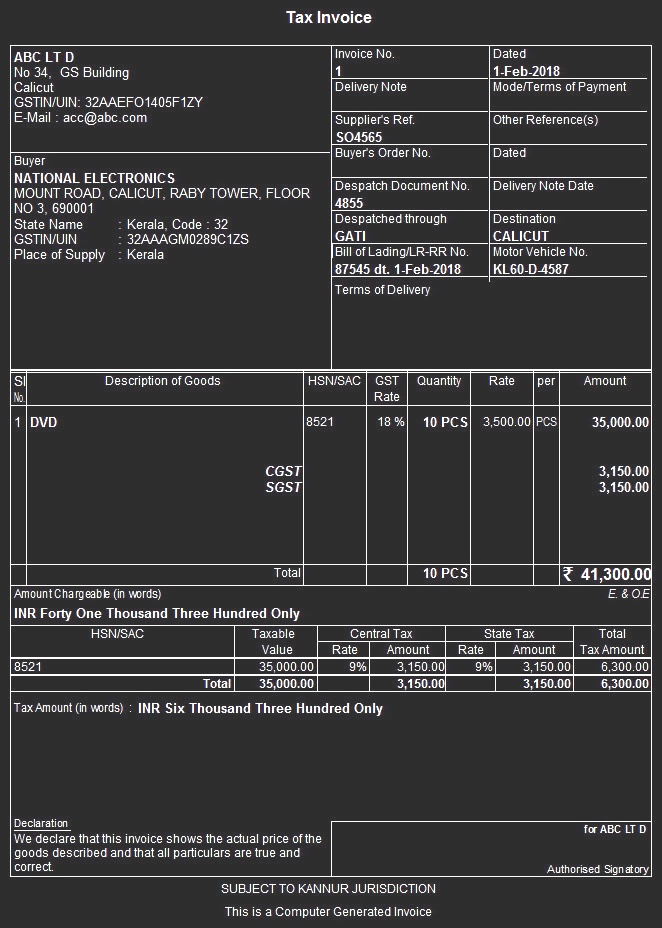 Tax Invoice
ABC LT D
No 34, GS Building
Calicut
GSTIN/UIN: 32AAEFO1405F1ZY
E-Mail : acc@abc.com
Buyer
NATIONAL ELECTRONICS
MOUNT ROAD, CALICUT, RABY TOWER, FLOOR
NO 3, 690001
State Name : Kerala, Code : 32
GSTIN/UIN : 32AAAGM0289C1ZS
Place of Supply : Kerala
Invoice No. Dated
1 1-Feb-2018
Delivery Note Mode/Terms of Payment
Supplier's Ref. Other Reference(s)
SO4565
Buyer's Order No. Dated
Despatch Document No. Delivery Note Date
4855
Despatched through Destination
GATI CALICUT
Bill of Lading/LR-RR No. Motor Vehicle No.
87545 dt. 1-Feb-2018 KL60-D-4587
Terms of Delivery
Sl Description of Goods HSN/SAC GST Quantity Rate per Amount
No. Rate
1 DVD 8521 18 % 10 PCS 3,500.00 PCS 35,000.00
CGST 3,150.00
SGST 3,150.00
Total 10 PCS ₹ 41,300.00
Amount Chargeable (in words) E. & O.E
INR Forty One Thousand Three Hundred Only
HSN/SAC Taxable Central Tax State Tax Total
Value Rate Amount Rate Amount Tax Amount
8521 35,000.00 9% 3,150.00 9% 3,150.00 6,300.00
Total 35,000.00 3,150.00 3,150.00 6,300.00
Tax Amount (in words) : INR Six Thousand Three Hundred Only
Declaration
We declare that this invoice shows the actual price of the
goods described and that all particulars are true and
correct.
for ABC LT D
Authorised Signatory
SUBJECT TO KANNUR JURISDICTION
This is a Computer Generated Invoice